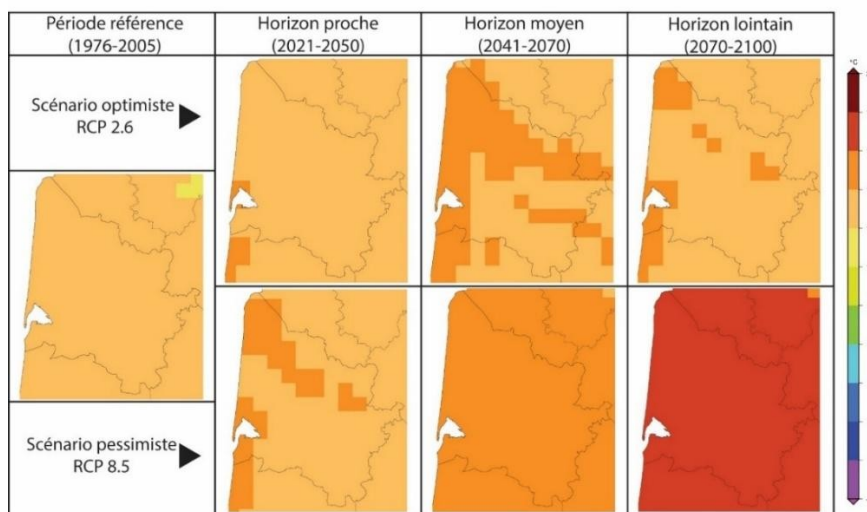 Période référence
(1976-2005)
Horizon proche
(2021-2050)
Horizon moyen
(2041-2070)
Horizon lointain
(2070-2100)
Scénario optimiste
RCP 2.6
Scénario pessimiste
RCP 8.5